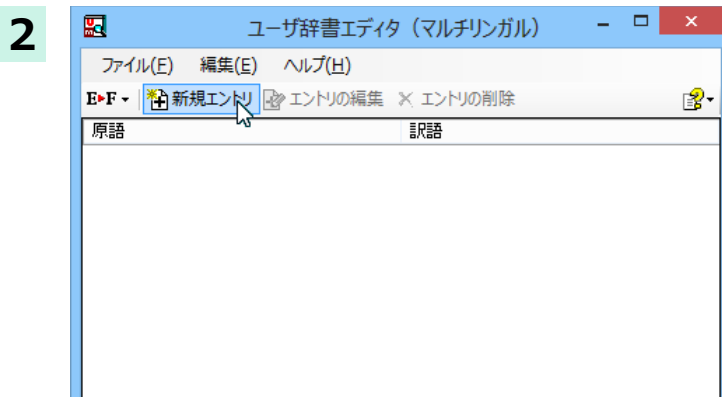 2
ユーザ辞書エディタ（マルチリンガル）
ファイル(F) 編集(E) ヘルプ(H)
E▸F 新規エントリ エントリの編集 エントリの削除
原語 訳語